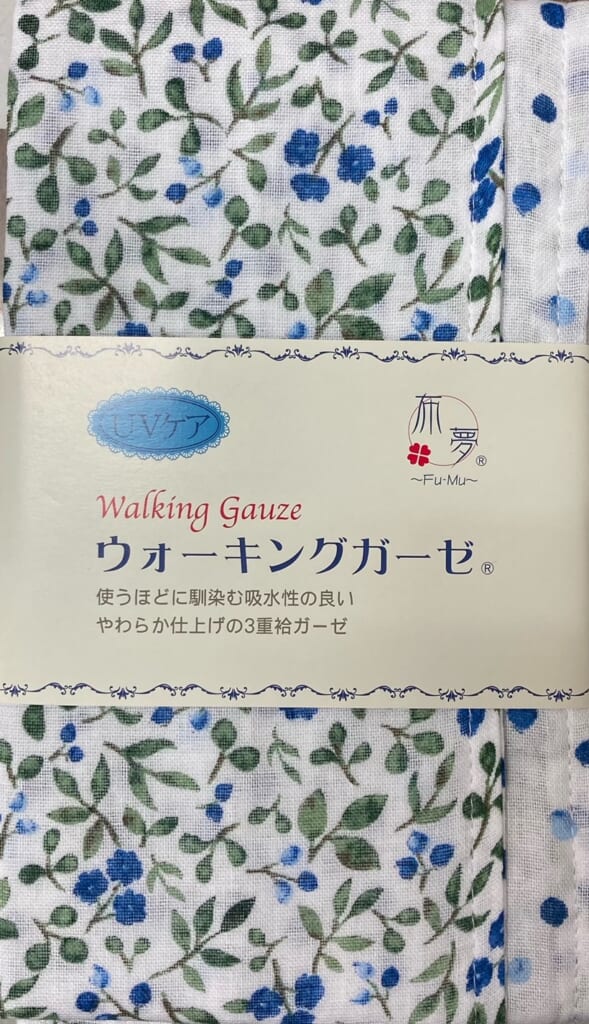 UVケア
布夢®
~Fu·Mu~
Walking Gauze
ウォーキングガーゼ®
使うほどに馴染む吸水性の良い
やわらか仕上げの3重袷ガーゼ